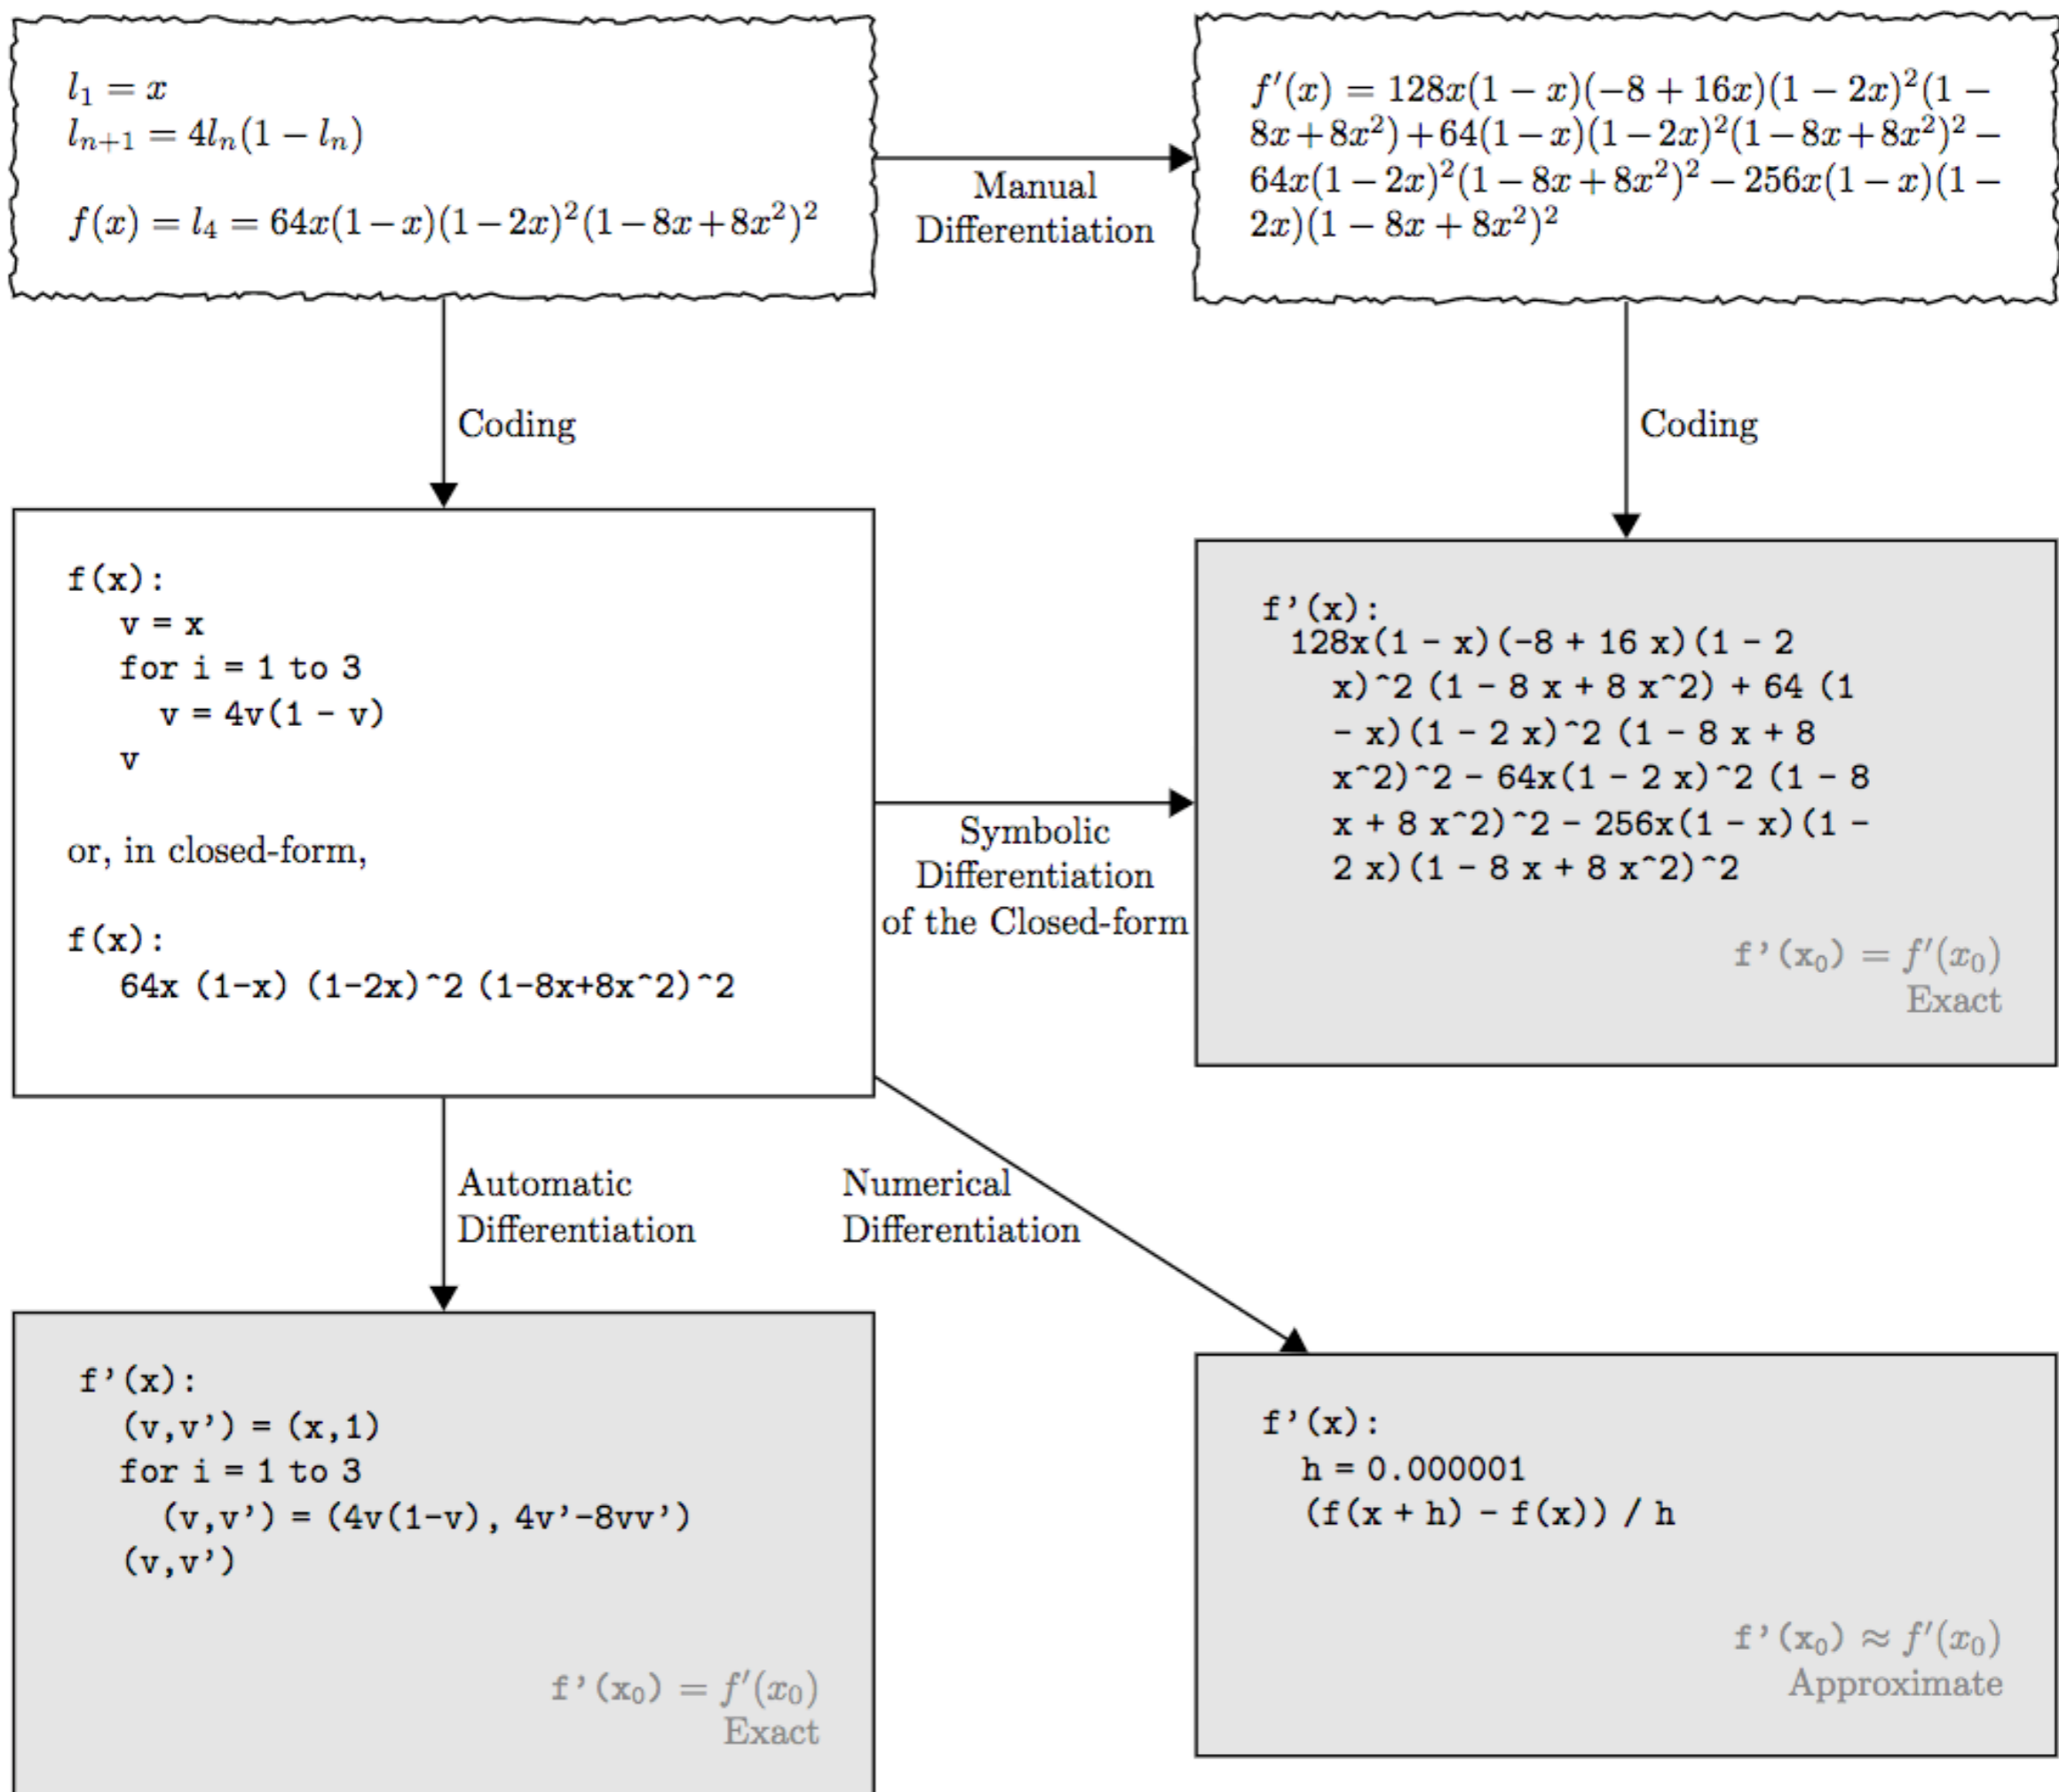 l₁ = x
lₙ₊₁ = 4lₙ(1 − lₙ)
f(x) = l₄ = 64x(1−x)(1−2x)²(1−8x+8x²)²
Manual
Differentiation
f′(x) = 128x(1 − x)(−8 + 16x)(1 − 2x)²(1 −
8x+8x²)+64(1−x)(1−2x)²(1−8x+8x²)²−
64x(1 − 2x)²(1 − 8x + 8x²)² − 256x(1 − x)(1 −
2x)(1 − 8x + 8x²)²
Coding
Coding
f(x):
v = x
for i = 1 to 3
v = 4v(1 - v)
v
or, in closed-form,
f(x):
64x (1-x) (1-2x)^2 (1-8x+8x^2)^2
Symbolic
Differentiation
of the Closed-form
f’(x):
128x(1 - x)(-8 + 16 x)(1 - 2
x)^2 (1 - 8 x + 8 x^2) + 64 (1
- x)(1 - 2 x)^2 (1 - 8 x + 8
x^2)^2 - 64x(1 - 2 x)^2 (1 - 8
x + 8 x^2)^2 - 256x(1 - x)(1 -
2 x)(1 - 8 x + 8 x^2)^2
f’(x₀) = f′(x₀)
Exact
Automatic
Differentiation
Numerical
Differentiation
f’(x):
(v,v’) = (x,1)
for i = 1 to 3
(v,v’) = (4v(1-v), 4v’-8vv’)
(v,v’)
f’(x₀) = f′(x₀)
Exact
f’(x):
h = 0.000001
(f(x + h) - f(x)) / h
f’(x₀) ≈ f′(x₀)
Approximate